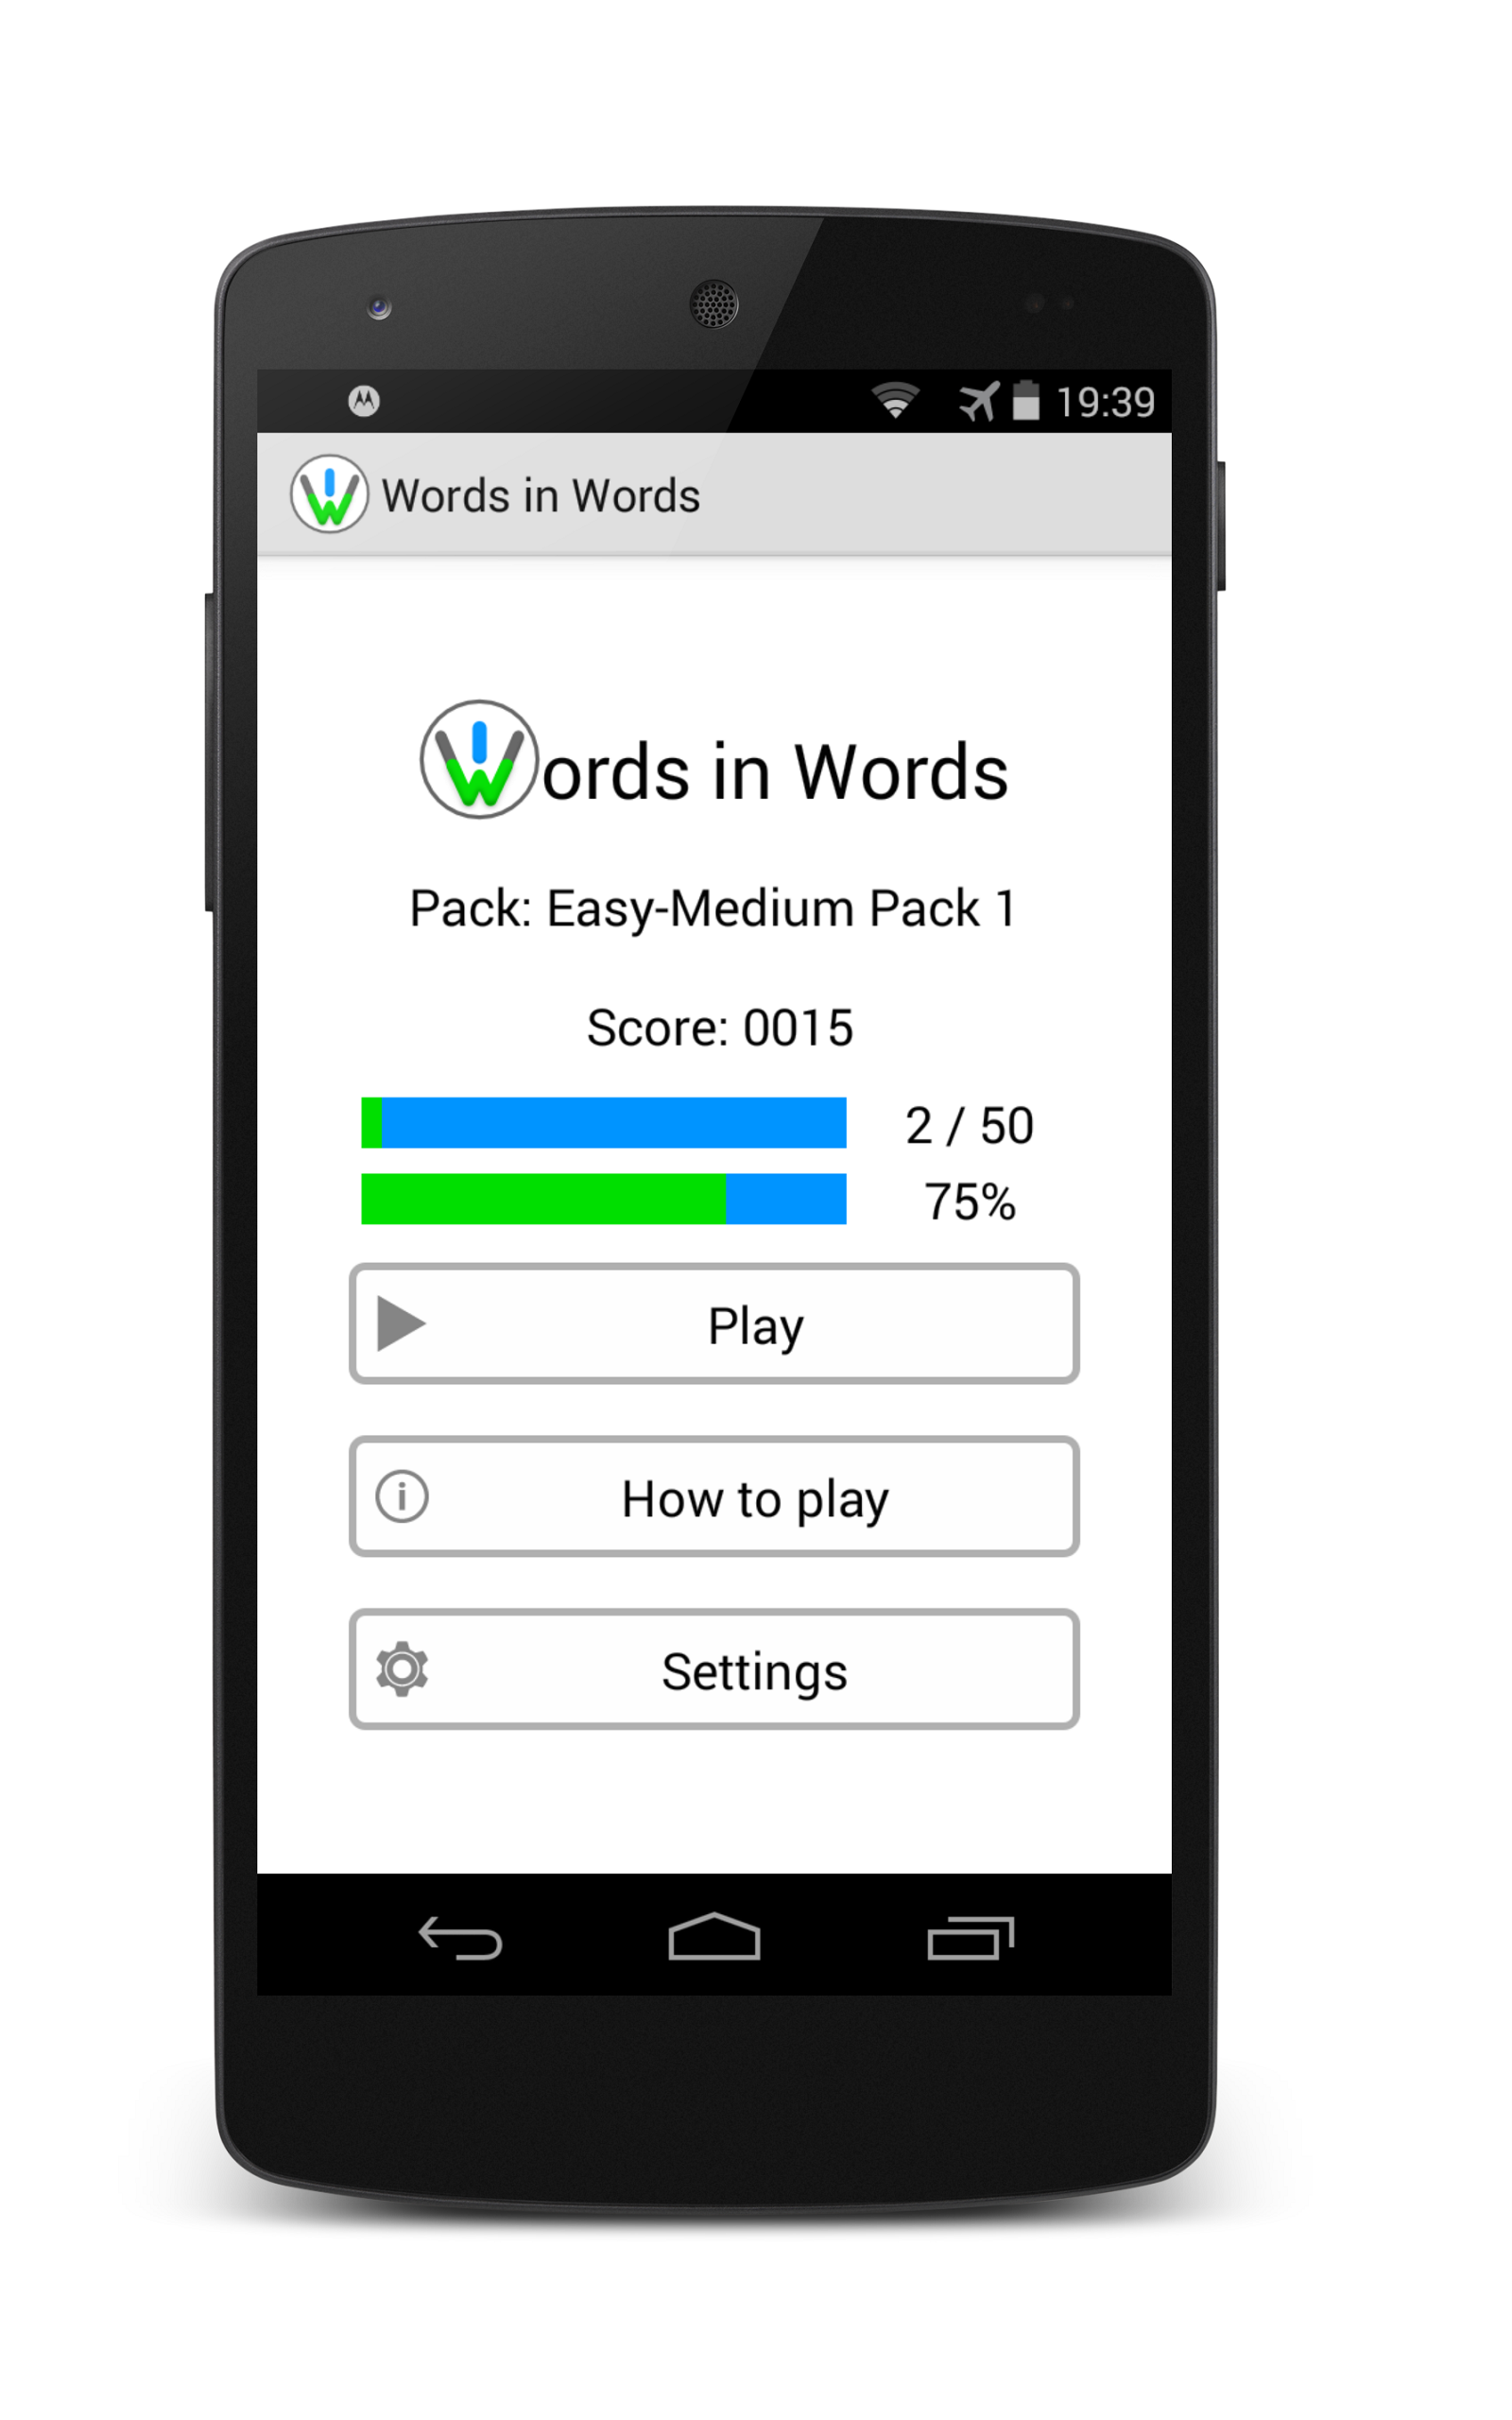 19:39
Words in Words
Words in Words
Pack: Easy-Medium Pack 1
Score: 0015
2 / 50
75%
Play
How to play
Settings